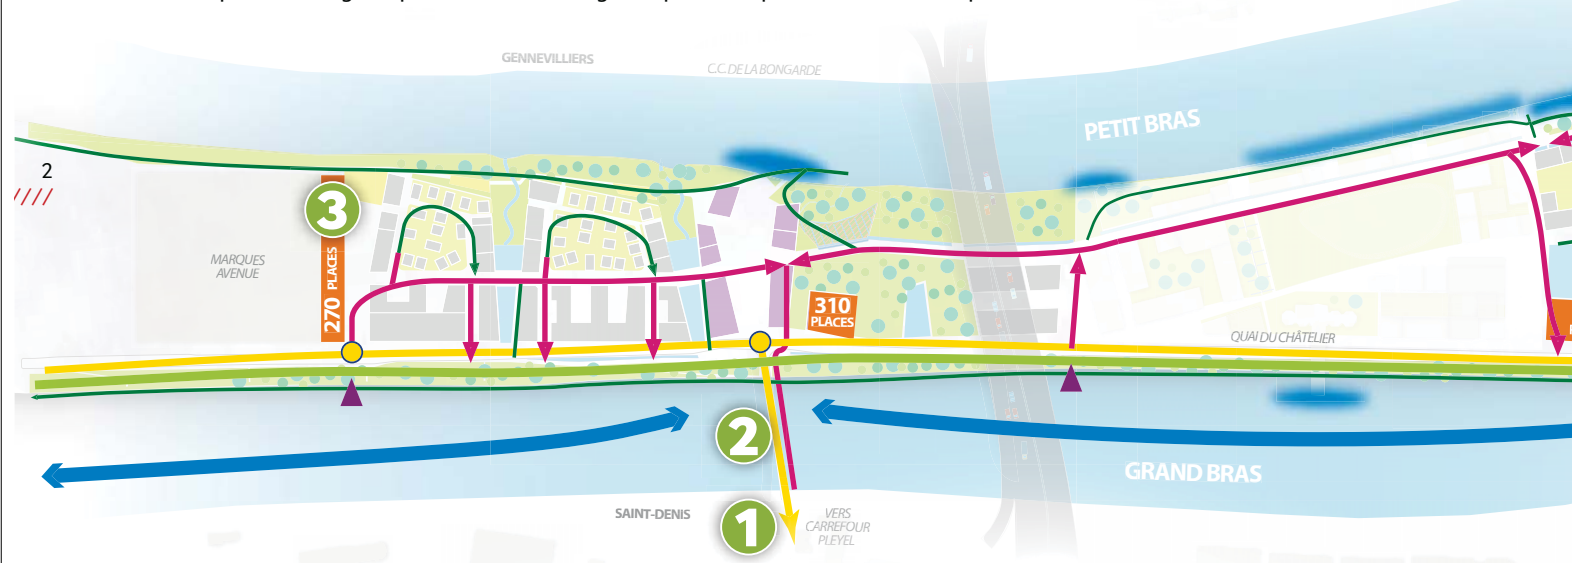 GENNEVILLIERS
C.C. DE LA BONGARDE
PETIT BRAS
2
3
MARQUES
AVENUE
270 PLACES
310
PLACES
QUAI DU CHÂTELIER
2
GRAND BRAS
SAINT-DENIS
1
VERS
CARREFOUR
PLEYEL